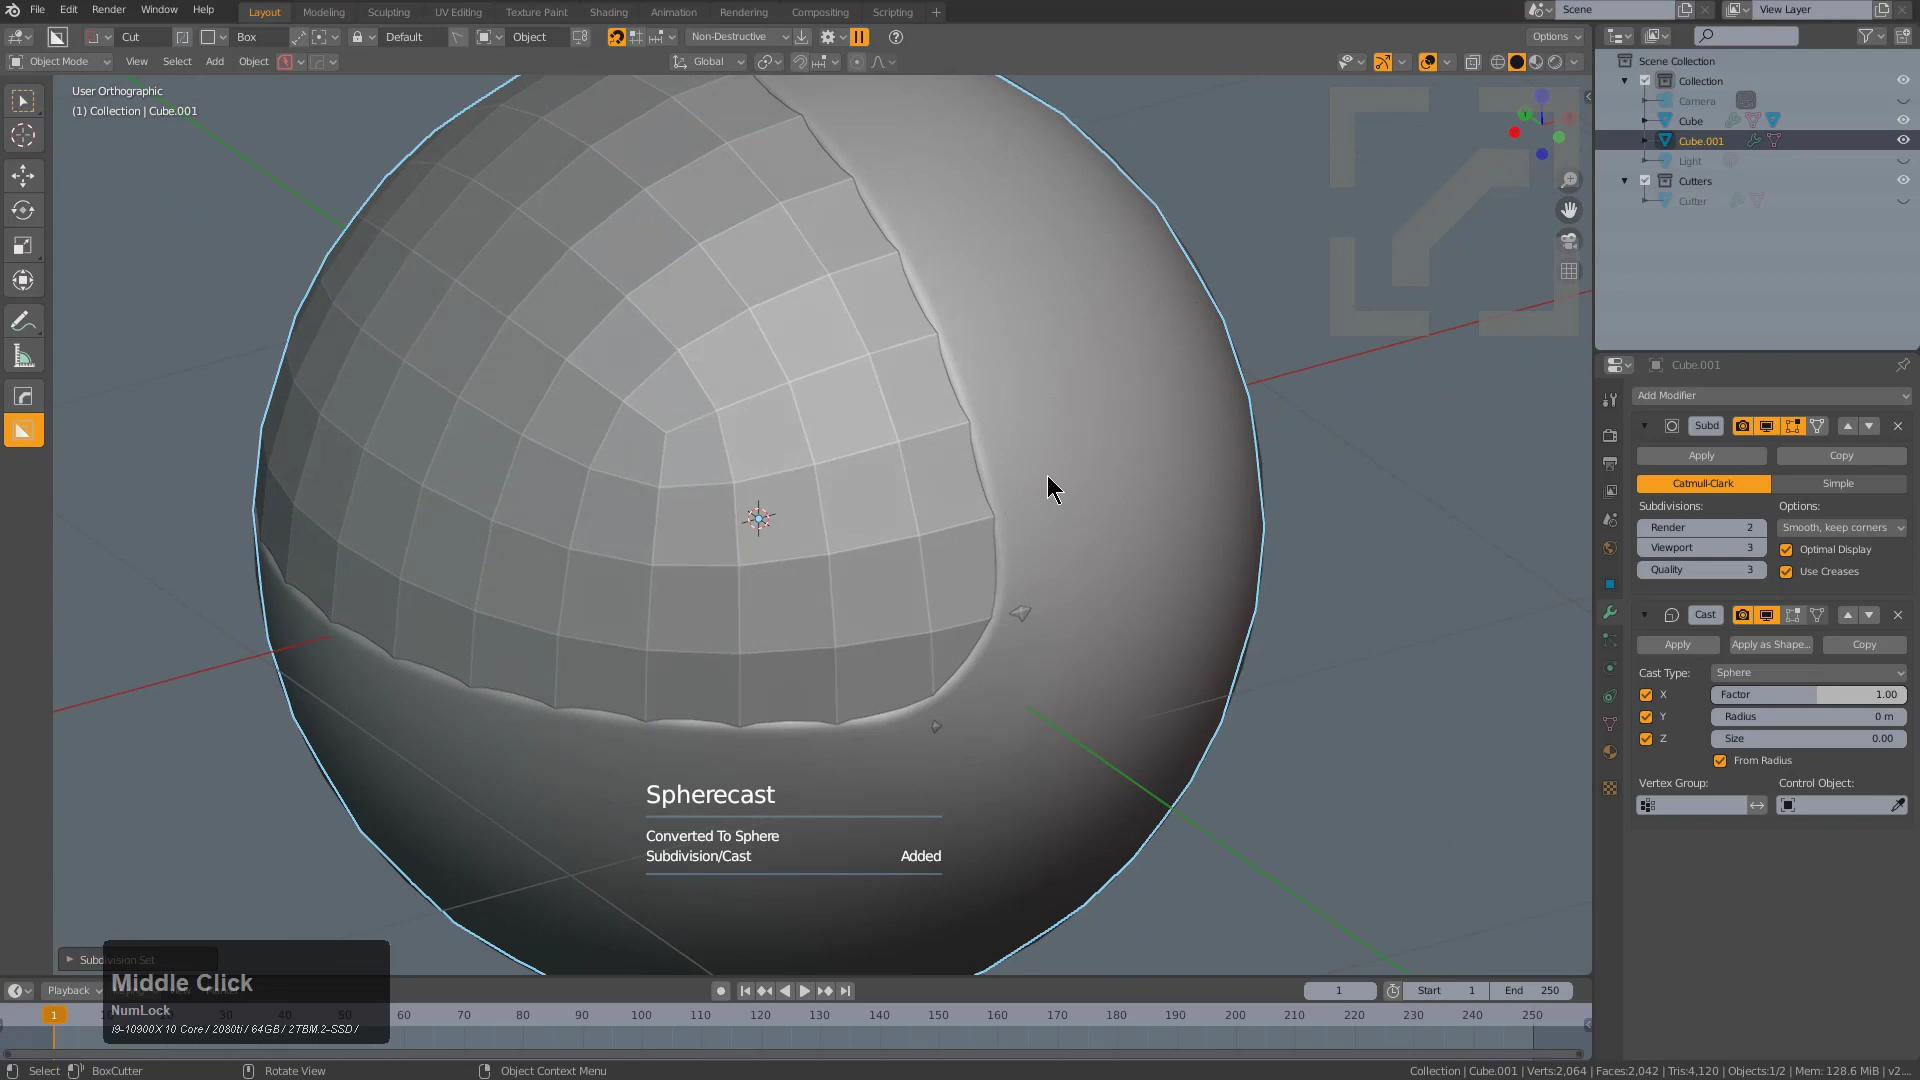 File Edit Render Window Help Layout Modeling Sculpting UV Editing Texture Paint Shading Animation Rendering Compositing Scripting + Scene View Layer
Cut Box Default Object Non-Destructive Options
Object Mode View Select Add Object Global
User Orthographic
(1) Collection | Cube.001
Scene Collection
Collection
Camera
Cube
Cube.001
Light
Cutters
Cutter
Cube.001
Add Modifier
Subd
Apply Copy
Catmull-Clark Simple
Subdivisions: Options:
Render 2 Smooth, keep corners
Viewport 3 Optimal Display
Quality 3 Use Creases
Cast
Apply Apply as Shape... Copy
Cast Type: Sphere
X Factor 1.00
Y Radius 0 m
Z Size 0.00
From Radius
Vertex Group: Control Object:
Spherecast
Converted To Sphere
Subdivision/Cast Added
Subdivision Set
Middle Click
NumLock
i9-10900X 10 Core / 2080ti / 64GB / 2TBM.2-SSD /
Playback 1 Start 1 End 250
1 60 70 80 90 100 110 120 130 140 150 160 170 180 190 200 210 220 230 240 250
Select BoxCutter Rotate View Object Context Menu Collection | Cube.001 | Verts:2,064 | Faces:2,042 | Tris:4,120 | Objects:1/2 | Mem: 128.6 MiB | v2....